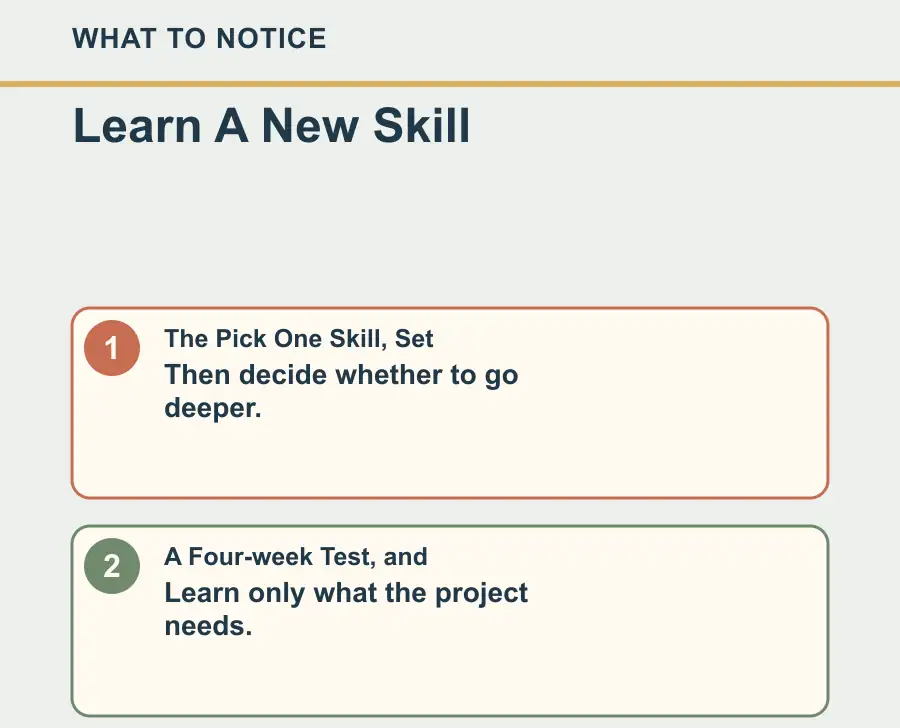 WHAT TO NOTICE
Learn A New Skill
1
The Pick One Skill, Set
Then decide whether to go
deeper.
2
A Four-week Test, and
Learn only what the project
needs.